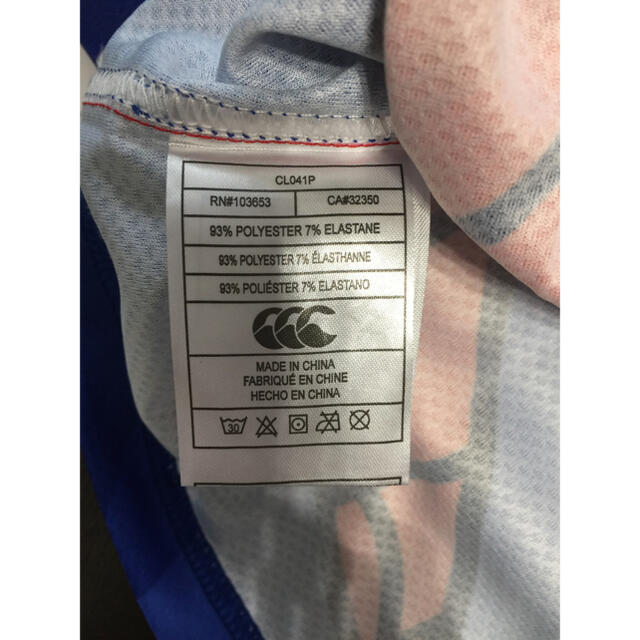 CL041P
RN#103653 CA#32350
93% POLYESTER 7% ELASTANE
93% POLYESTER 7% ÉLASTHANNE
93% POLIÉSTER 7% ELASTANO
CCC
MADE IN CHINA
FABRIQUÉ EN CHINE
HECHO EN CHINA
30